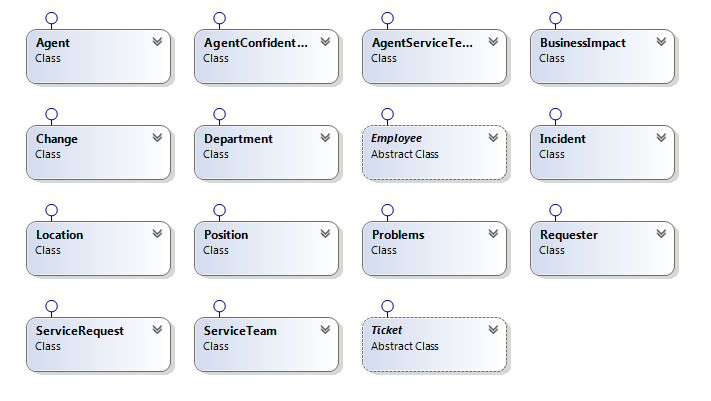 Agent
Class
AgentConfident...
Class
AgentServiceTe...
Class
BusinessImpact
Class
Change
Class
Department
Class
Employee
Abstract Class
Incident
Class
Location
Class
Position
Class
Problems
Class
Requester
Class
ServiceRequest
Class
ServiceTeam
Class
Ticket
Abstract Class